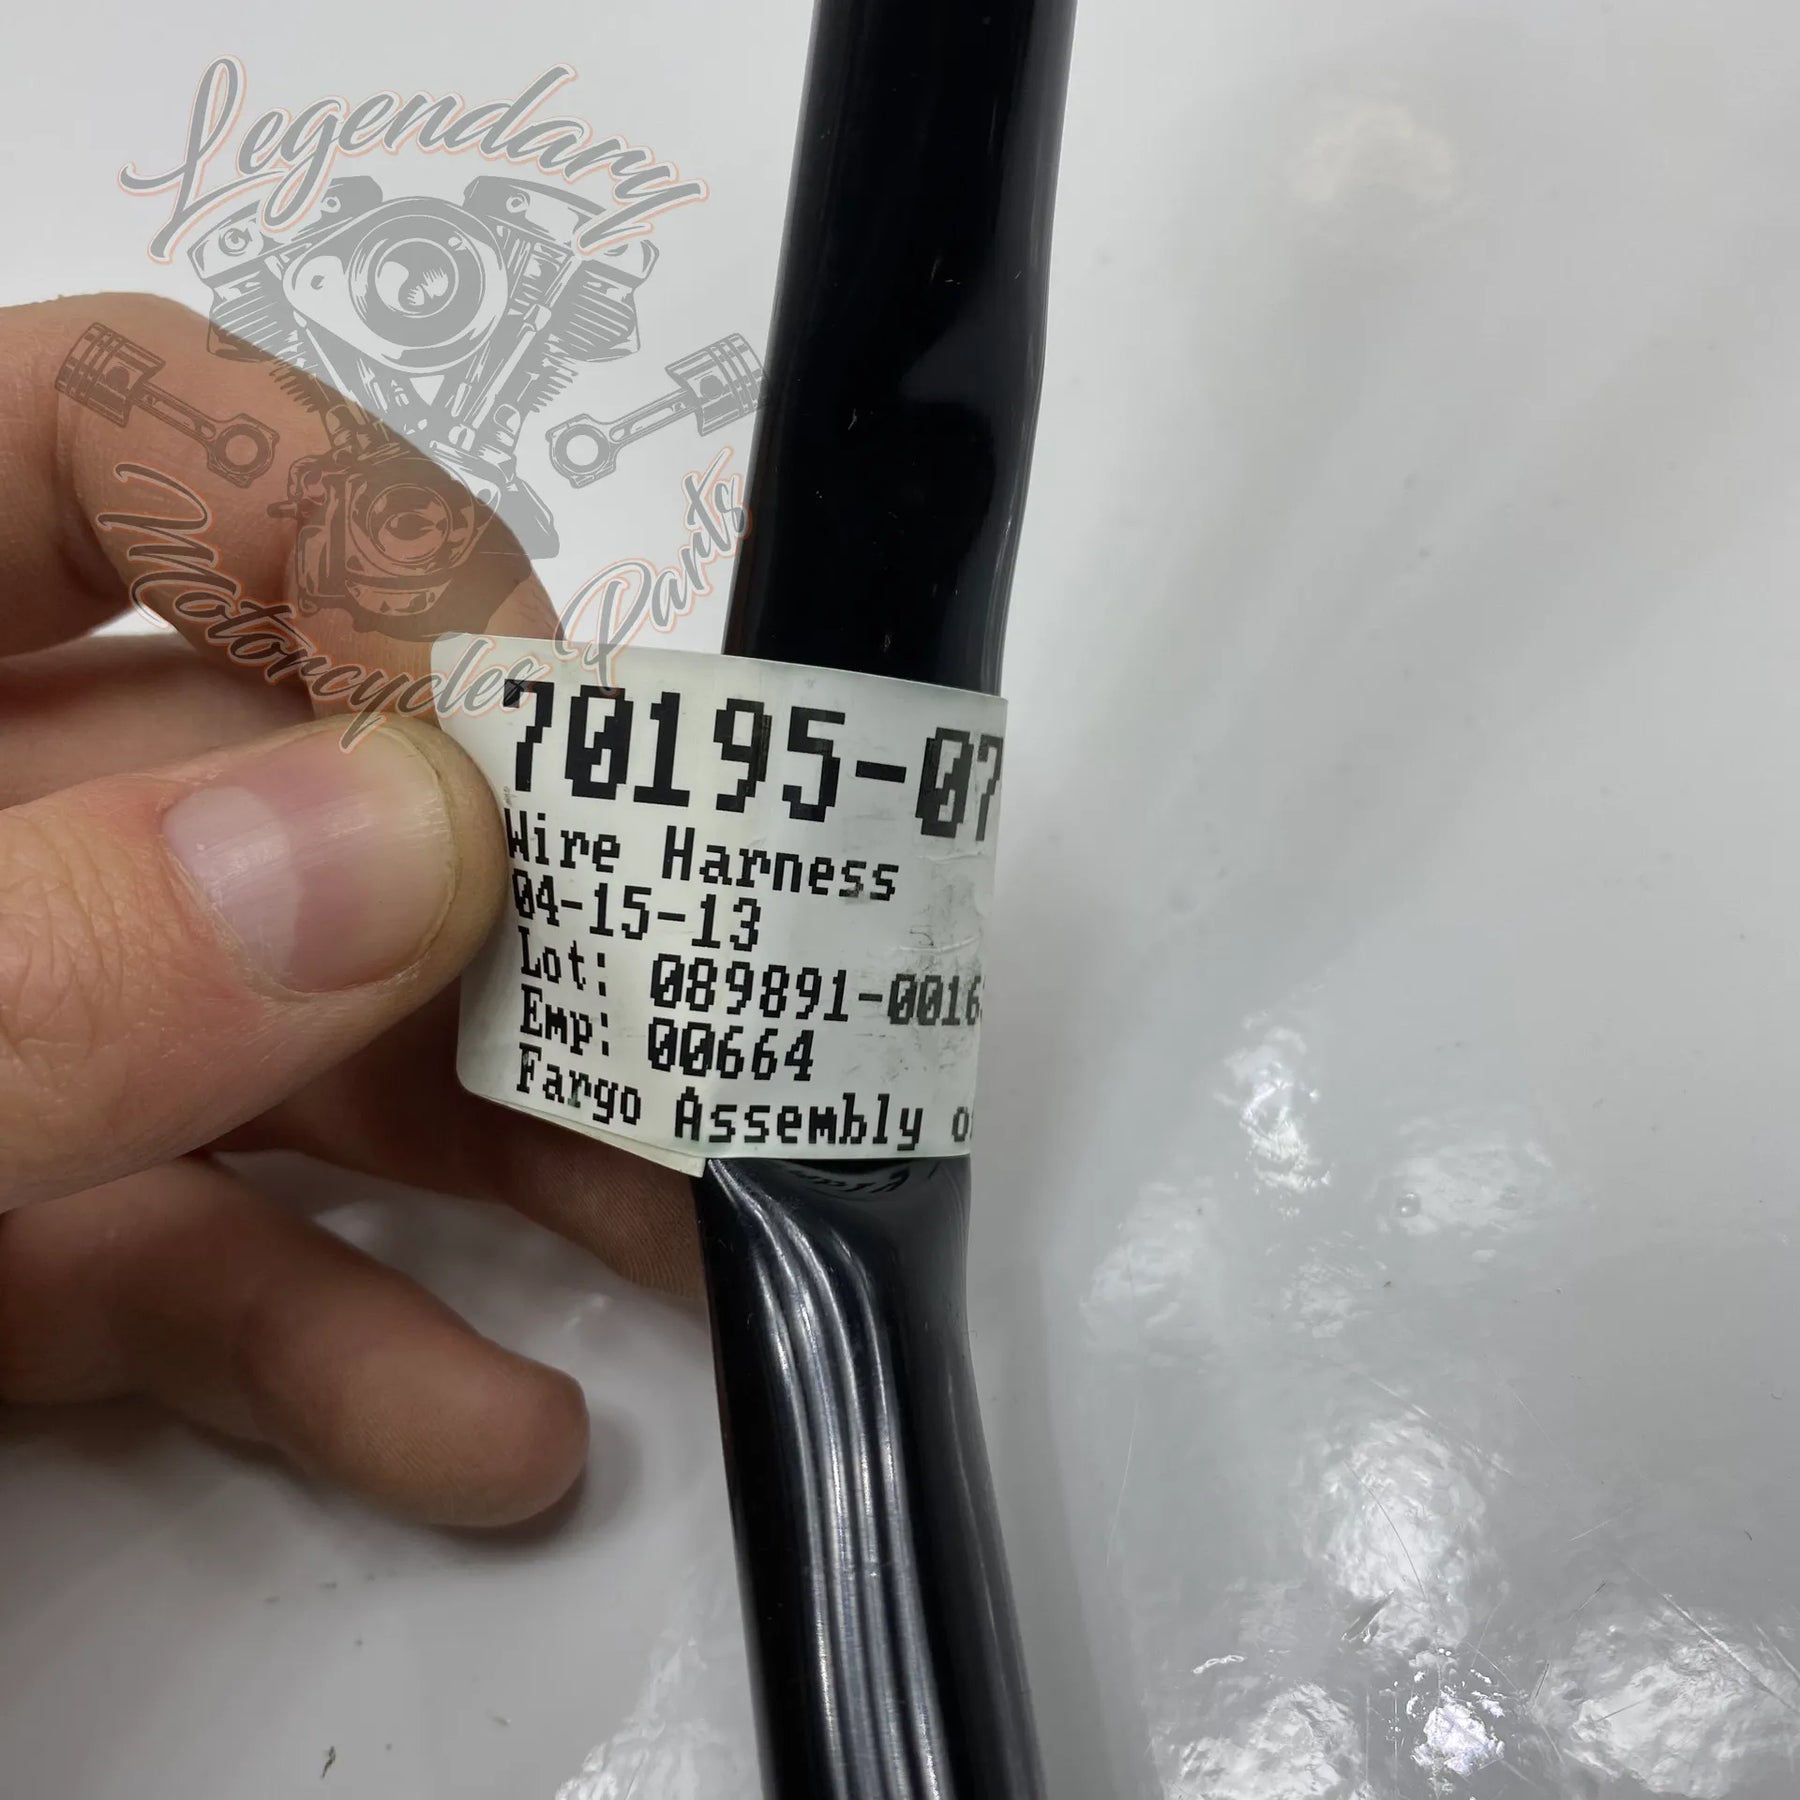 Legendary
Motorcycles Parts
70195-07
Wire Harness
04-15-13
Lot: 089891-0016
Emp: 00664
Fargo Assembly